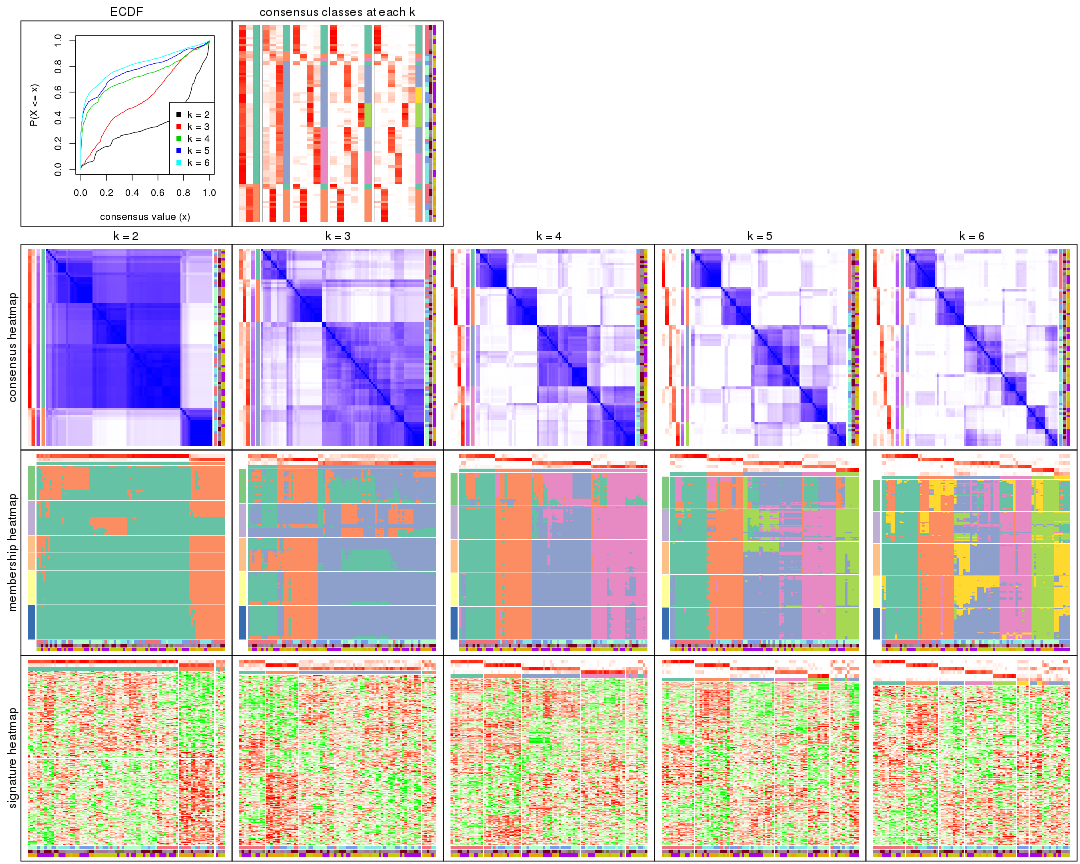 ECDF
consensus classes at each k
P(X <= x)
0.0 0.2 0.4 0.6 0.8 1.0
k = 2
k = 3
k = 4
k = 5
k = 6
0.0 0.2 0.4 0.6 0.8 1.0
consensus value (x)
k = 2
k = 3
k = 4
k = 5
k = 6
consensus heatmap
membership heatmap
signature heatmap